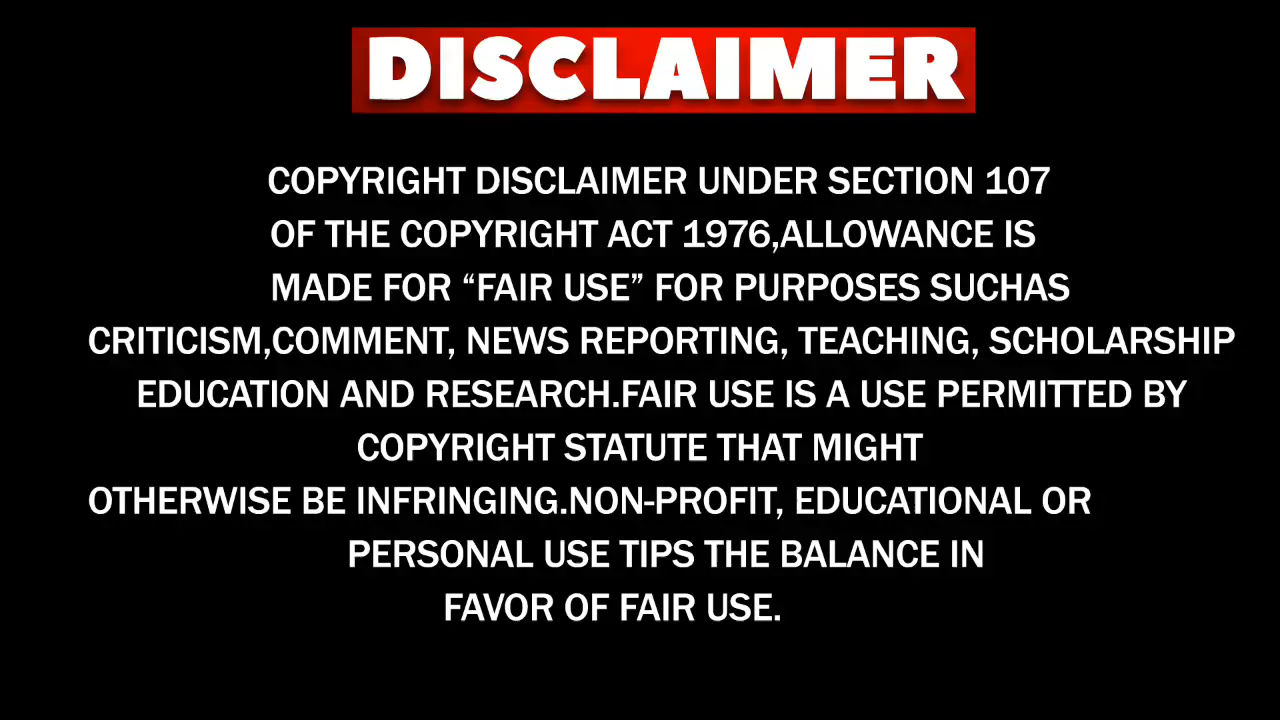 DISCLAIMER
COPYRIGHT DISCLAIMER UNDER SECTION 107
OF THE COPYRIGHT ACT 1976,ALLOWANCE IS
MADE FOR “FAIR USE” FOR PURPOSES SUCHAS
CRITICISM,COMMENT, NEWS REPORTING, TEACHING, SCHOLARSHIP
EDUCATION AND RESEARCH.FAIR USE IS A USE PERMITTED BY
COPYRIGHT STATUTE THAT MIGHT
OTHERWISE BE INFRINGING.NON-PROFIT, EDUCATIONAL OR
PERSONAL USE TIPS THE BALANCE IN
FAVOR OF FAIR USE.